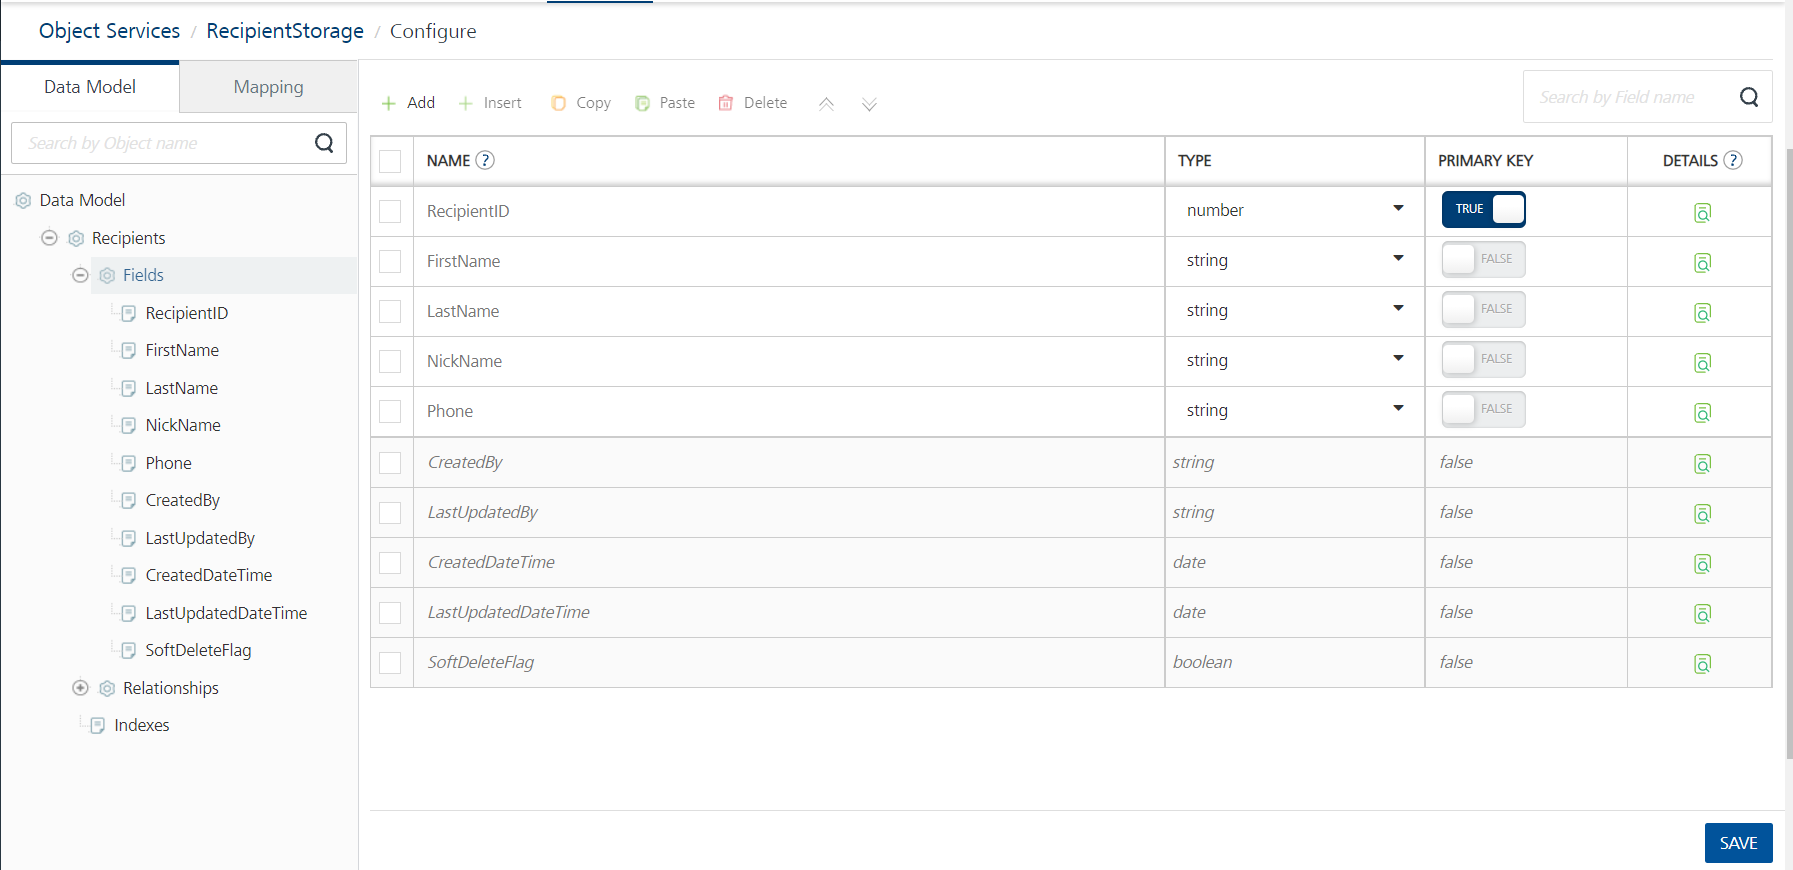 Object Services / RecipientStorage / Configure
Data Model Mapping
Search by Object name
Data Model
Recipients
Fields
RecipientID
FirstName
LastName
NickName
Phone
CreatedBy
LastUpdatedBy
CreatedDateTime
LastUpdatedDateTime
SoftDeleteFlag
Relationships
Indexes
Add Insert Copy Paste Delete
Search by Field name
NAME ? TYPE PRIMARY KEY DETAILS ?
RecipientID number TRUE
FirstName string FALSE
LastName string FALSE
NickName string FALSE
Phone string FALSE
CreatedBy string false
LastUpdatedBy string false
CreatedDateTime date false
LastUpdatedDateTime date false
SoftDeleteFlag boolean false
SAVE